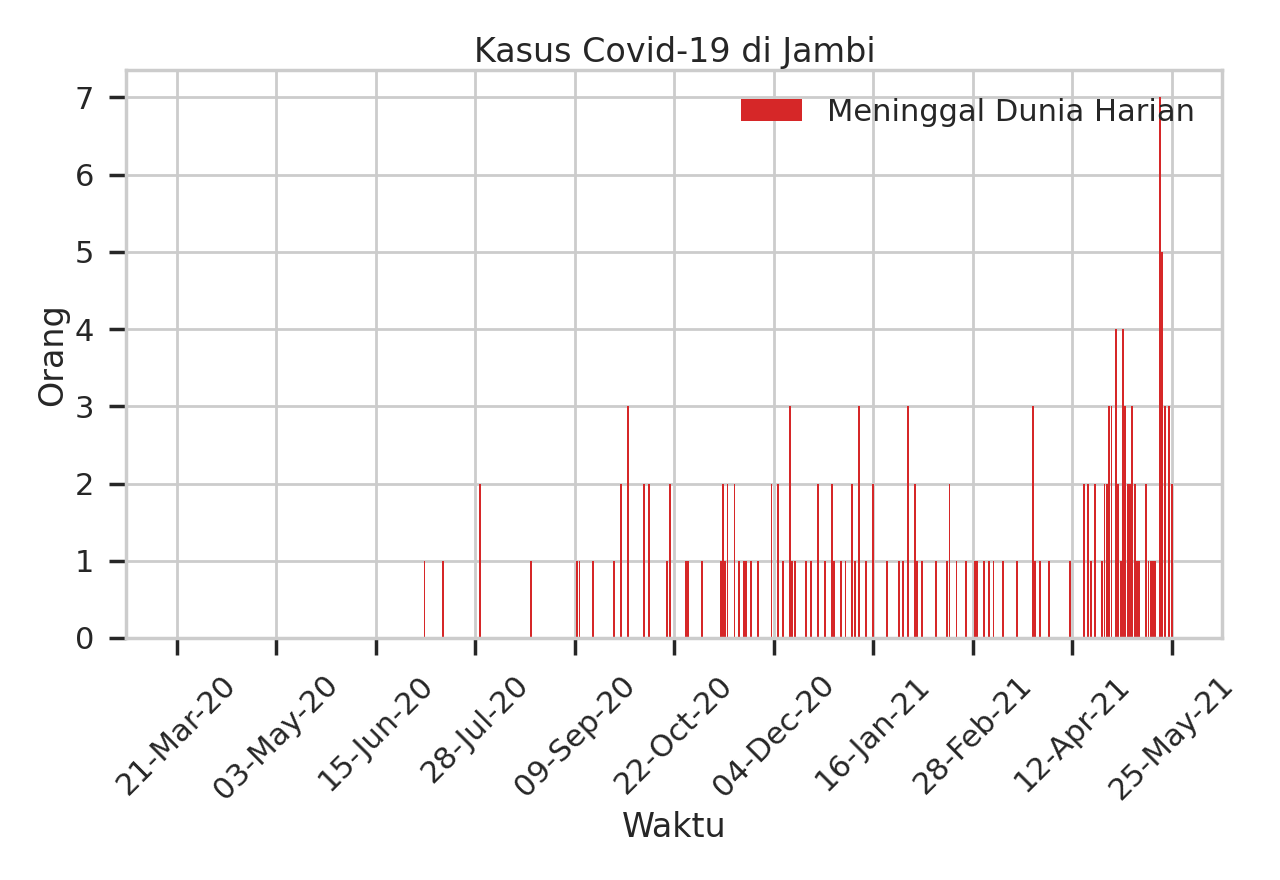 Kasus Covid-19 di Jambi
Meninggal Dunia Harian
Orang
7
6
5
4
3
2
1
0
21-Mar-20
03-May-20
15-Jun-20
28-Jul-20
09-Sep-20
22-Oct-20
04-Dec-20
16-Jan-21
28-Feb-21
12-Apr-21
25-May-21
Waktu